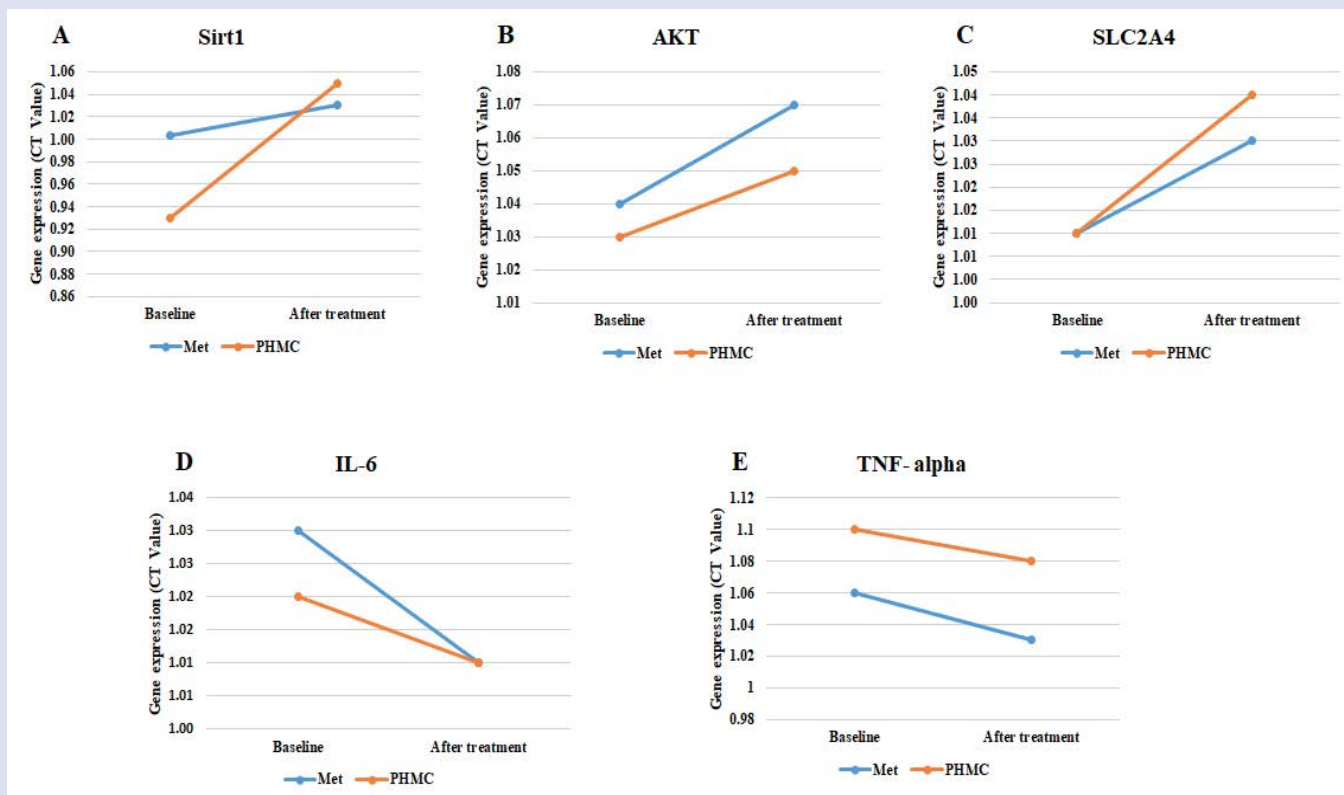 A Sirt1
Gene expression (CT Value)
1.06
1.04
1.02
1.00
0.98
0.96
0.94
0.92
0.90
0.88
0.86
Baseline After treatment
Met PHMC
B AKT
Gene expression (CT Value)
1.08
1.07
1.06
1.05
1.04
1.03
1.02
1.01
Baseline After treatment
Met PHMC
C SLC2A4
Gene expression (CT Value)
1.05
1.04
1.04
1.03
1.03
1.02
1.02
1.01
1.01
1.00
1.00
Baseline After treatment
Met PHMC
D IL-6
Gene expression (CT Value)
1.04
1.03
1.03
1.02
1.02
1.01
1.01
1.00
Baseline After treatment
Met PHMC
E TNF- alpha
Gene expression (CT Value)
1.12
1.1
1.08
1.06
1.04
1.02
1
0.98
Baseline After treatment
Met PHMC